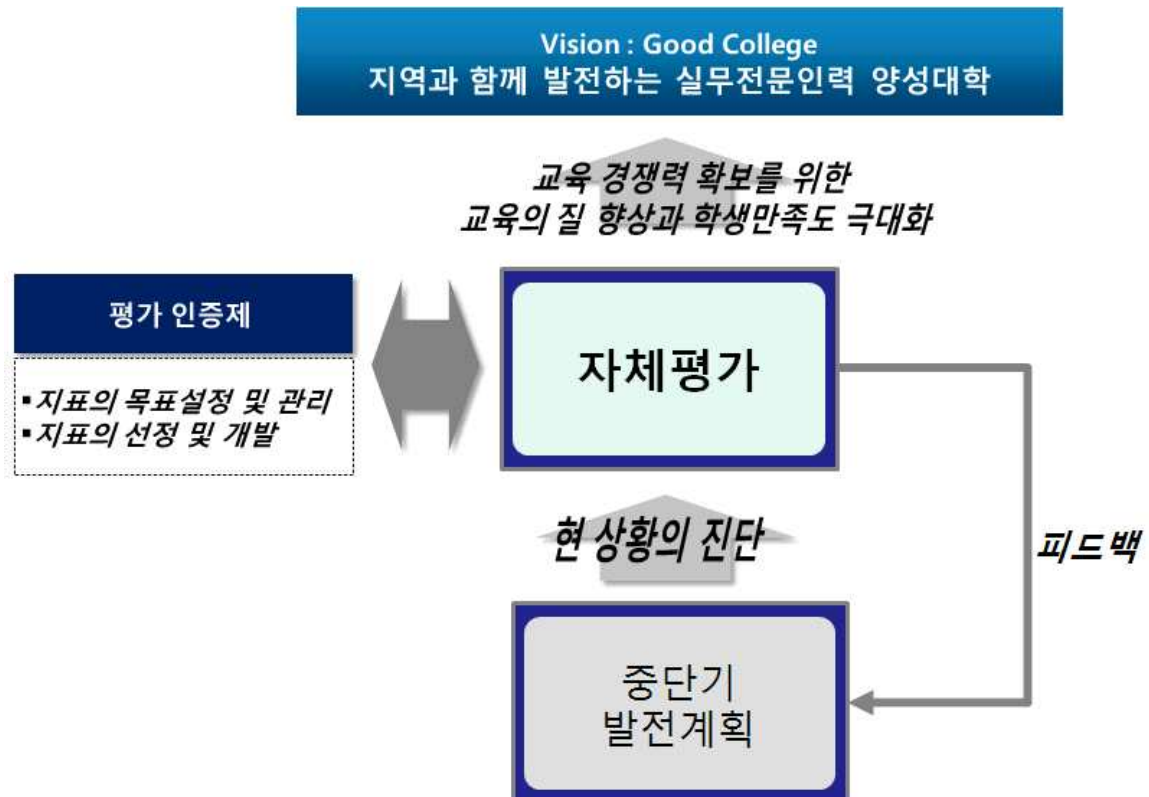 Vision : Good College
지역과 함께 발전하는 실무전문인력 양성대학
교육 경쟁력 확보를 위한
교육의 질 향상과 학생만족도 극대화
평가 인증제
▪지표의 목표설정 및 관리
▪지표의 선정 및 개발
자체평가
현 상황의 진단
피드백
중단기
발전계획